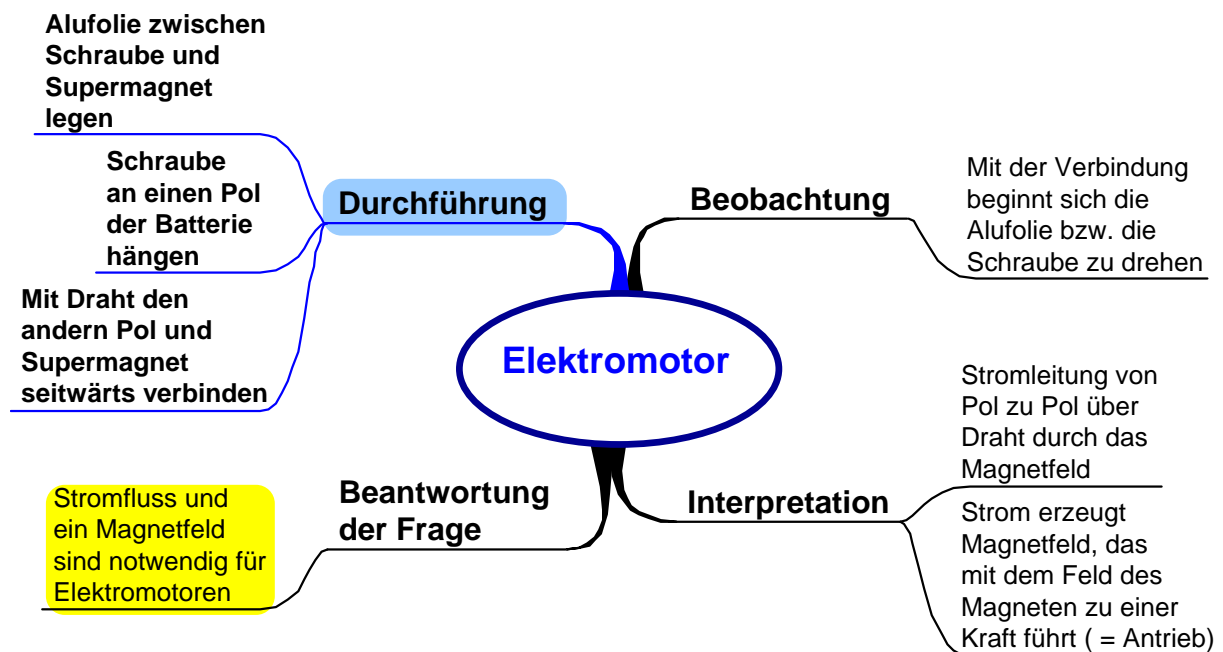 Elektromotor
Durchführung
Alufolie zwischen
Schraube und
Supermagnet
legen
Schraube
an einen Pol
der Batterie
hängen
Mit Draht den
andern Pol und
Supermagnet
seitwärts verbinden
Beobachtung
Mit der Verbindung
beginnt sich die
Alufolie bzw. die
Schraube zu drehen
Interpretation
Stromleitung von
Pol zu Pol über
Draht durch das
Magnetfeld
Strom erzeugt
Magnetfeld, das
mit dem Feld des
Magneten zu einer
Kraft führt ( = Antrieb)
Beantwortung
der Frage
Stromfluss und
ein Magnetfeld
sind notwendig für
Elektromotoren